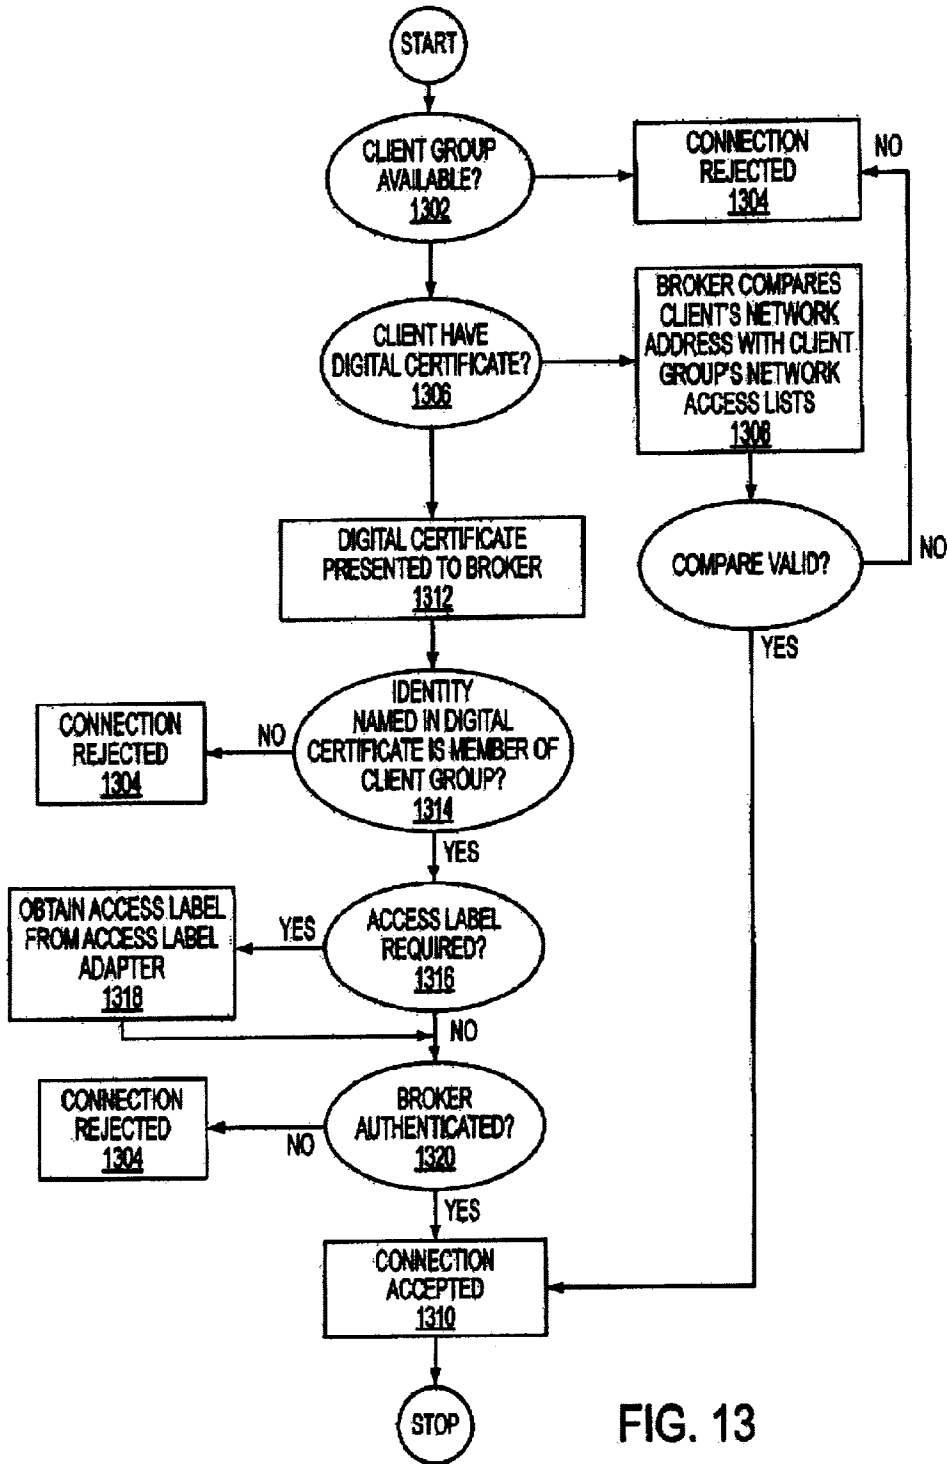 START
CLIENT GROUP
AVAILABLE?
1302
CONNECTION
REJECTED
1304
NO
CLIENT HAVE
DIGITAL CERTIFICATE?
1306
BROKER COMPARES
CLIENT'S NETWORK
ADDRESS WITH CLIENT
GROUP'S NETWORK
ACCESS LISTS
1308
DIGITAL CERTIFICATE
PRESENTED TO BROKER
1312
COMPARE VALID?
NO
YES
IDENTITY
NAMED IN DIGITAL
CERTIFICATE IS MEMBER OF
CLIENT GROUP?
1314
NO
CONNECTION
REJECTED
1304
YES
ACCESS LABEL
REQUIRED?
1316
YES
OBTAIN ACCESS LABEL
FROM ACCESS LABEL
ADAPTER
1318
NO
BROKER
AUTHENTICATED?
1320
NO
CONNECTION
REJECTED
1304
YES
CONNECTION
ACCEPTED
1310
STOP
FIG. 13